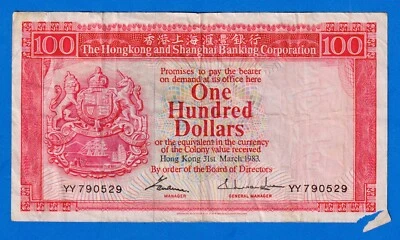 香港上海滙豐銀行
100 The Hongkong and Shanghai Banking Corporation 100
Promises to pay the bearer
on demand at its office here
One
Hundred
Dollars
or the equivalent in the currency
of the Colony value received
Hong Kong 31st March 1983.
By order of the Board of Directors
YY 790529 YY 790529
MANAGER GENERAL MANAGER